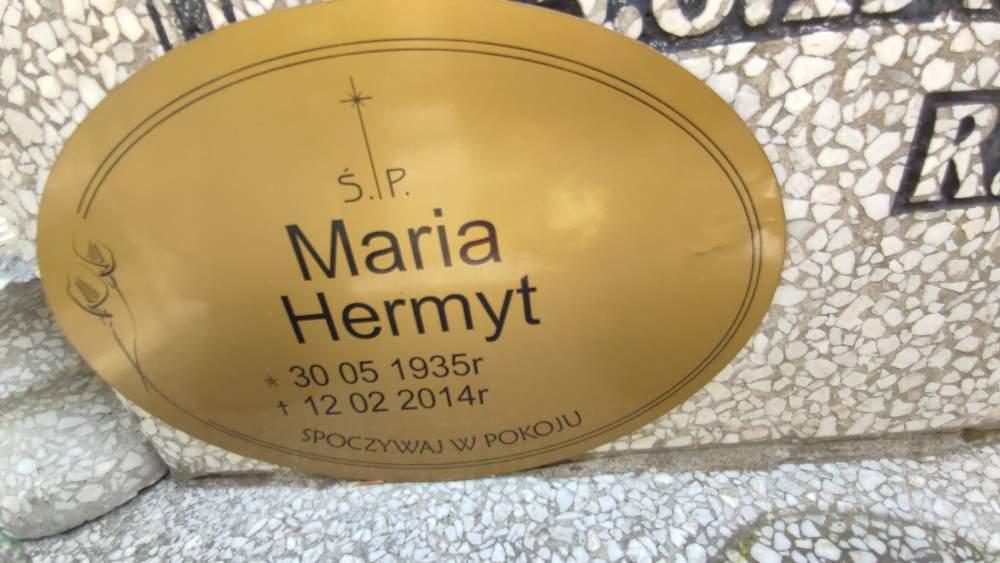 Ś.P.
Maria
Hermyt
* 30 05 1935r
† 12 02 2014r
SPOCZYWAJ W POKOJU